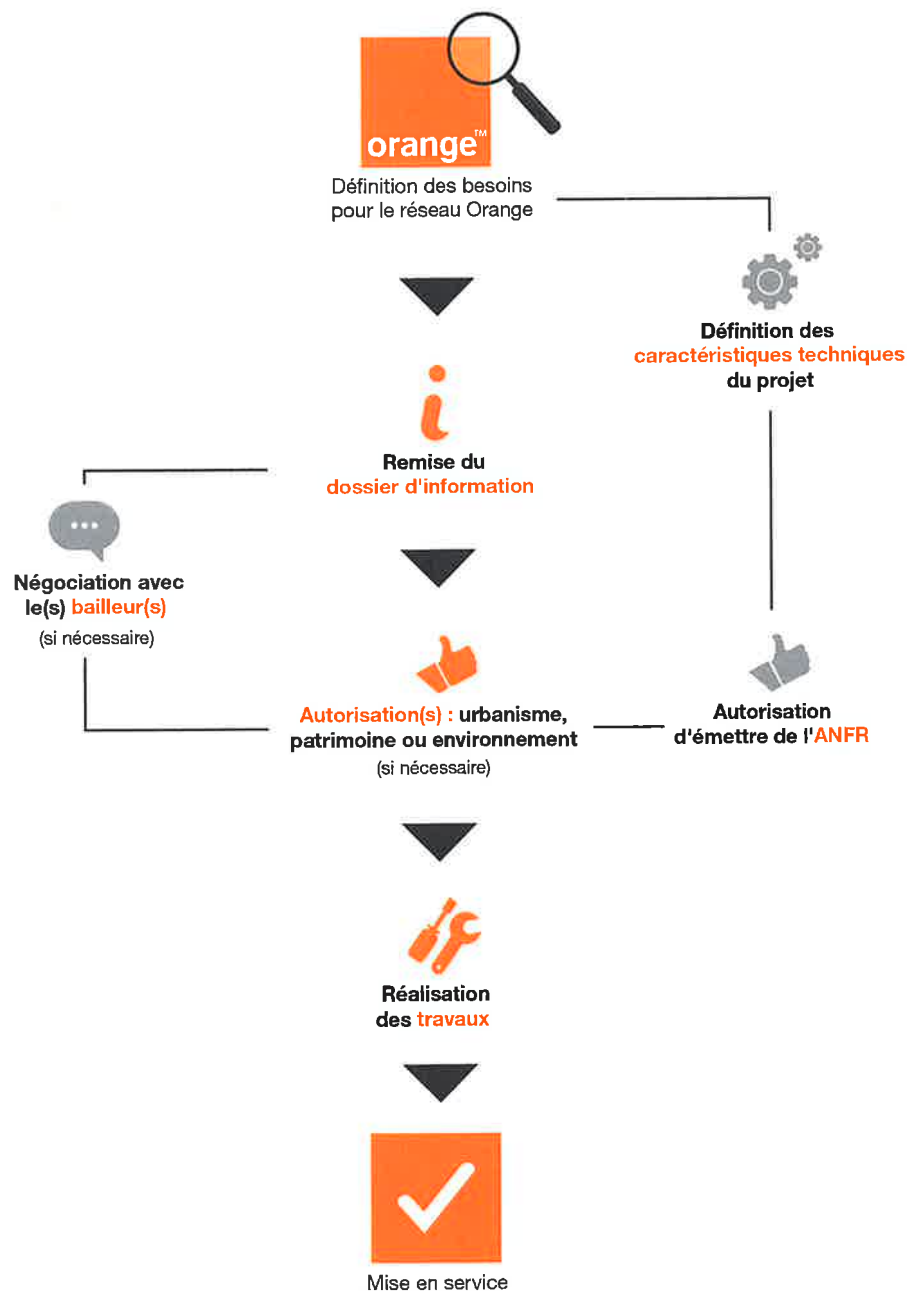 orange™
Définition des besoins
pour le réseau Orange
Définition des
caractéristiques techniques
du projet
Remise du
dossier d'information
Négociation avec
le(s) bailleur(s)
(si nécessaire)
Autorisation(s) : urbanisme,
patrimoine ou environnement
(si nécessaire)
Autorisation
d'émettre de l'ANFR
Réalisation
des travaux
Mise en service